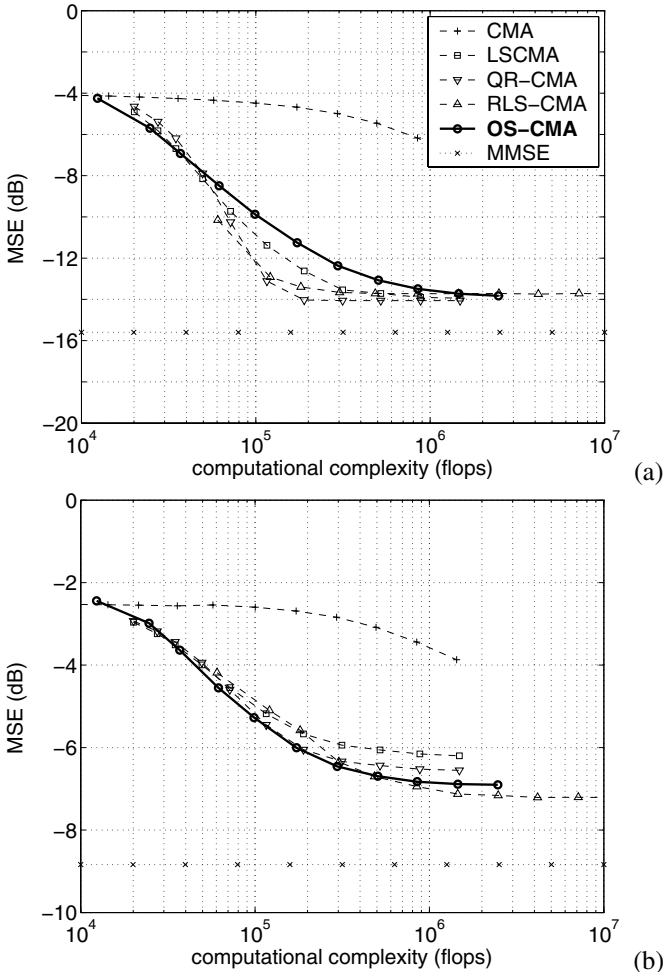 0
−4
−8
−12
−16
−20
MSE (dB)
CMA
LSCMA
QR−CMA
RLS−CMA
OS−CMA
MMSE
10^4
10^5
10^6
10^7
computational complexity (flops)
(a)
0
−2
−4
−6
−8
−10
MSE (dB)
10^4
10^5
10^6
10^7
computational complexity (flops)
(b)